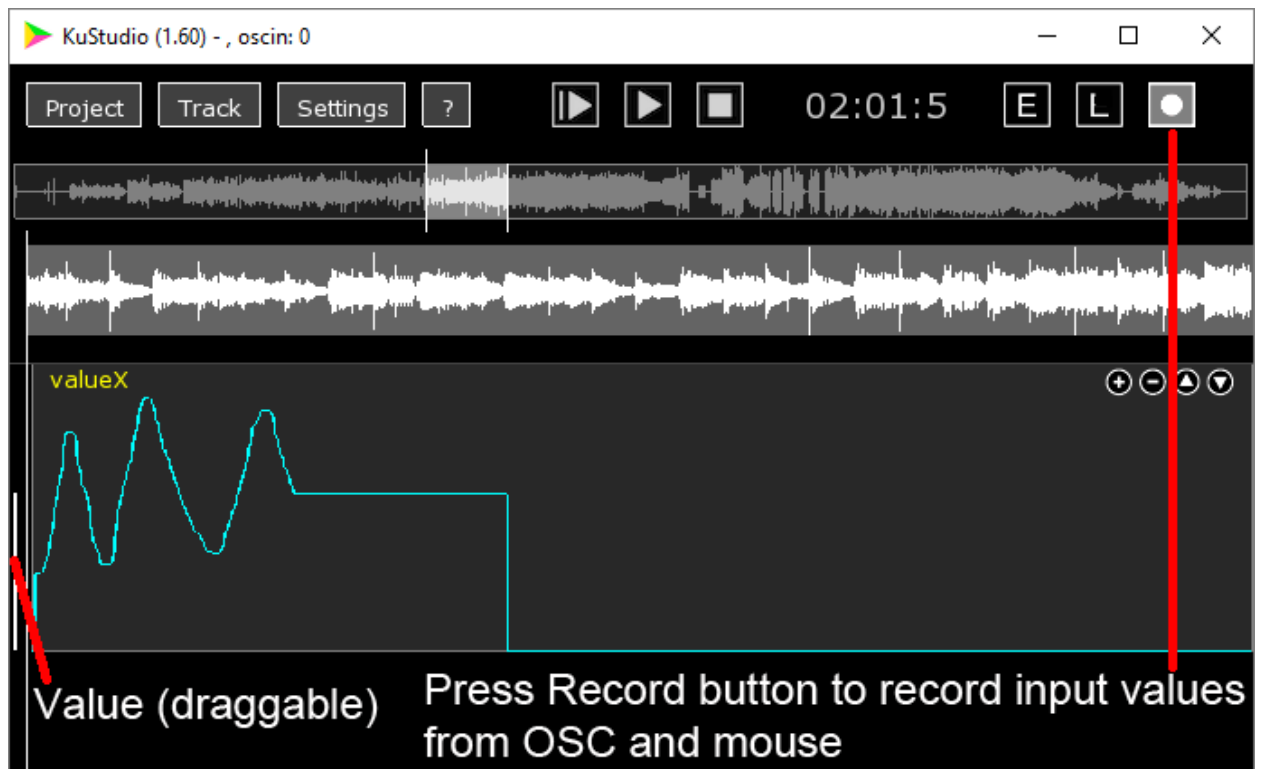 KuStudio (1.60) - , oscin: 0
Project Track Settings ? 02:01:5 E L
valueX
Value (draggable)
Press Record button to record input values
from OSC and mouse